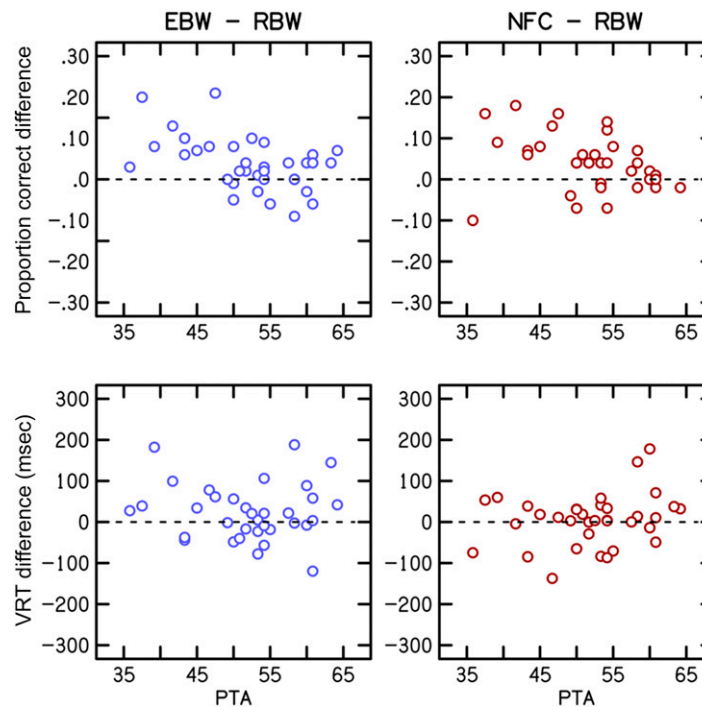 EBW – RBW
NFC – RBW
Proportion correct difference
.30
.20
.10
.0
-.10
-.20
-.30
.30
.20
.10
.0
-.10
-.20
-.30
35 45 55 65
35 45 55 65
VRT difference (msec)
300
200
100
0
-100
-200
-300
300
200
100
0
-100
-200
-300
35 45 55 65
35 45 55 65
PTA
PTA